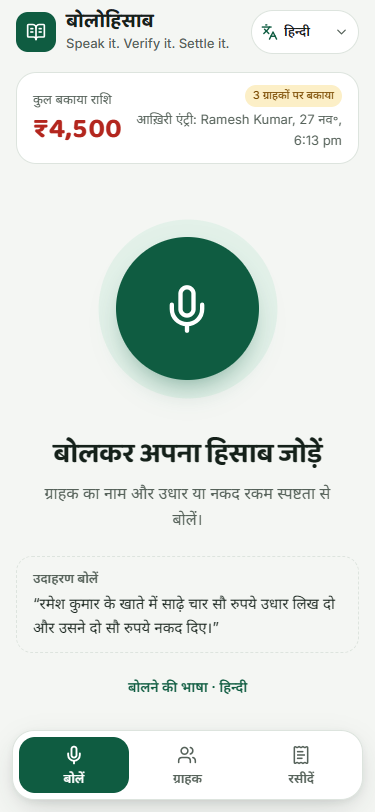 बोलोहिसाब
Speak it. Verify it. Settle it.
हिन्दी
कुल बकाया राशि
₹4,500
3 ग्राहकों पर बकाया
आख़िरी एंट्री: Ramesh Kumar, 27 नव॰,
6:13 pm
बोलकर अपना हिसाब जोड़ें
ग्राहक का नाम और उधार या नकद रकम स्पष्टता से
बोलें।
उदाहरण बोलें
“रमेश कुमार के खाते में साढ़े चार सौ रुपये उधार लिख दो
और उसने दो सौ रुपये नकद दिए।”
बोलने की भाषा · हिन्दी
बोलें
ग्राहक
रसीदें